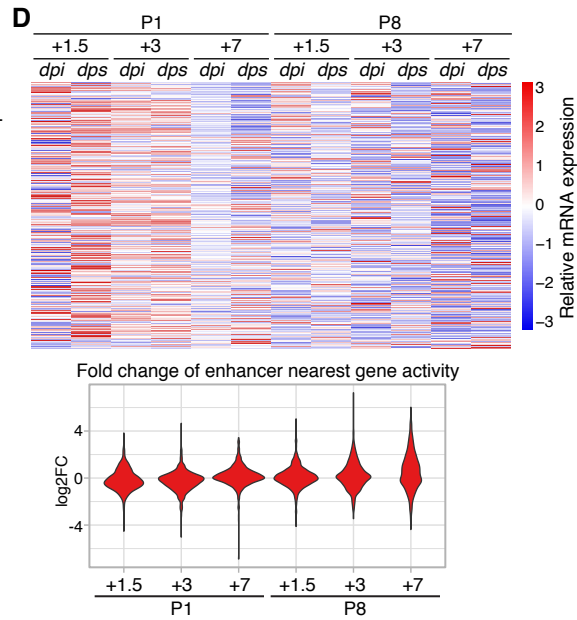 D
P1 P8
+1.5 +3 +7 +1.5 +3 +7
dpi dps dpi dps dpi dps dpi dps dpi dps dpi dps
3
2
1
0
−1
−2
−3
Relative mRNA expression
Fold change of enhancer nearest gene activity
4
0
-4
log2FC
+1.5 +3 +7 +1.5 +3 +7
P1 P8